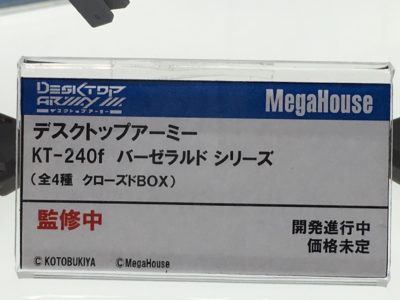 DESKTOP ARMY
デスクトップアーミー
MegaHouse
デスクトップアーミー
KT-240f バーゼラルド シリーズ
(全4種 クローズドBOX)
監修中
開発進行中
価格未定
© KOTOBUKIYA ©MegaHouse